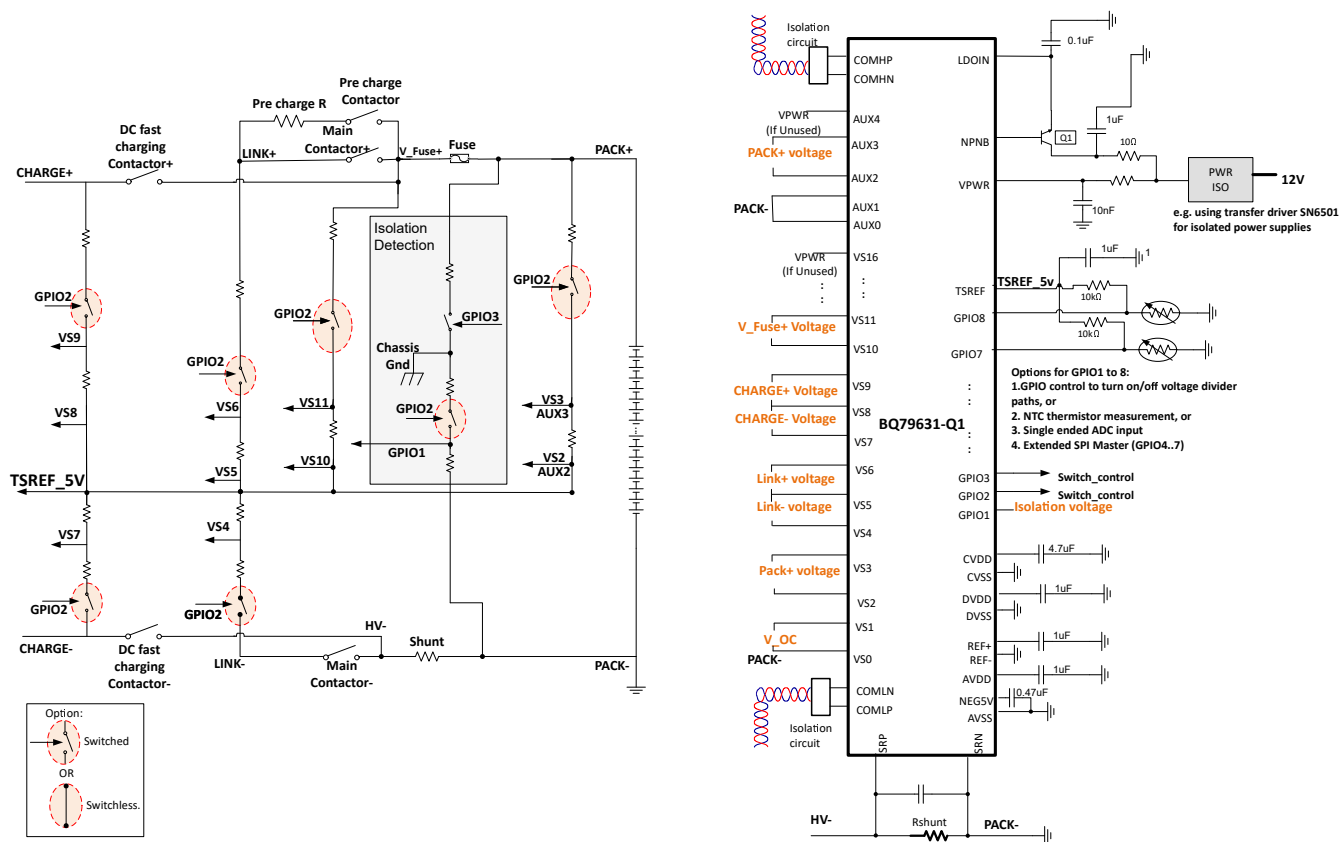 Pre charge
Contactor
Pre charge R
Main
Contactor+
DC fast
charging
Contactor+
LINK+
V_Fuse+
Fuse
PACK+
CHARGE+
Isolation
Detection
GPIO2
GPIO2
GPIO2
GPIO2
GPIO3
VS9
Chassis
Gnd
VS8
VS6
VS11
GPIO2
VS3
AUX3
GPIO1
VS5
VS10
VS2
AUX2
TSREF_5V
VS7
VS4
GPIO2
GPIO2
HV-
Shunt
CHARGE-
DC fast
charging
Contactor-
LINK-
Main
Contactor-
PACK-
Option:
Switched
OR
Switchless.
Isolation
circuit
COMHP
COMHN
VPWR
(If Unused)
AUX4
AUX3
PACK+ voltage
AUX2
PACK-
AUX1
AUX0
VPWR
(If Unused)
VS16
VS11
V_Fuse+ Voltage
VS10
VS9
CHARGE+ Voltage
VS8
CHARGE- Voltage
VS7
VS6
Link+ voltage
VS5
Link- voltage
VS4
VS3
Pack+ voltage
VS2
VS1
V_OC
PACK-
VS0
COMLN
COMLP
Isolation
circuit
BQ79631-Q1
SRP
SRN
HV-
Rshunt
PACK-
0.1uF
LDOIN
1uF
NPNB
Q1
10Ω
VPWR
PWR
ISO
12V
10nF
e.g. using transfer driver SN6501
for isolated power supplies
1uF
1
TSREF
TSREF_5v
10kΩ
GPIO8
10kΩ
GPIO7
Options for GPIO1 to 8:
1.GPIO control to turn on/off voltage divider
paths, or
2. NTC thermistor measurement, or
3. Single ended ADC input
4. Extended SPI Master (GPIO4..7)
GPIO3
Switch_control
GPIO2
Switch_control
GPIO1
Isolation voltage
CVDD
4.7uF
CVSS
DVDD
1uF
DVSS
REF+
1uF
REF-
AVDD
1uF
NEG5V
0.47uF
AVSS